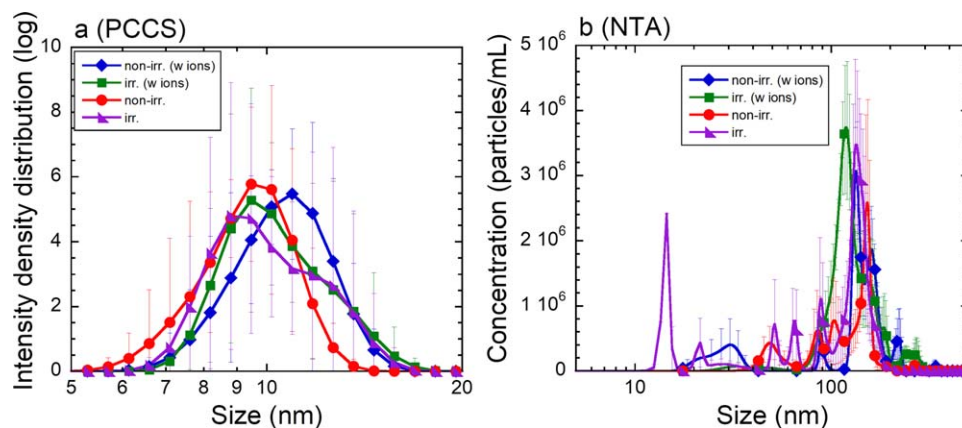 a (PCCS)
Intensity density distribution (log)
10
8
6
4
2
0
non-irr. (w ions)
irr. (w ions)
non-irr.
irr.
5 6 7 8 9 10 20
Size (nm)
b (NTA)
Concentration (particles/mL)
5 10⁶
4 10⁶
3 10⁶
2 10⁶
1 10⁶
0
non-irr. (w ions)
irr. (w ions)
non-irr.
irr.
10 100
Size (nm)